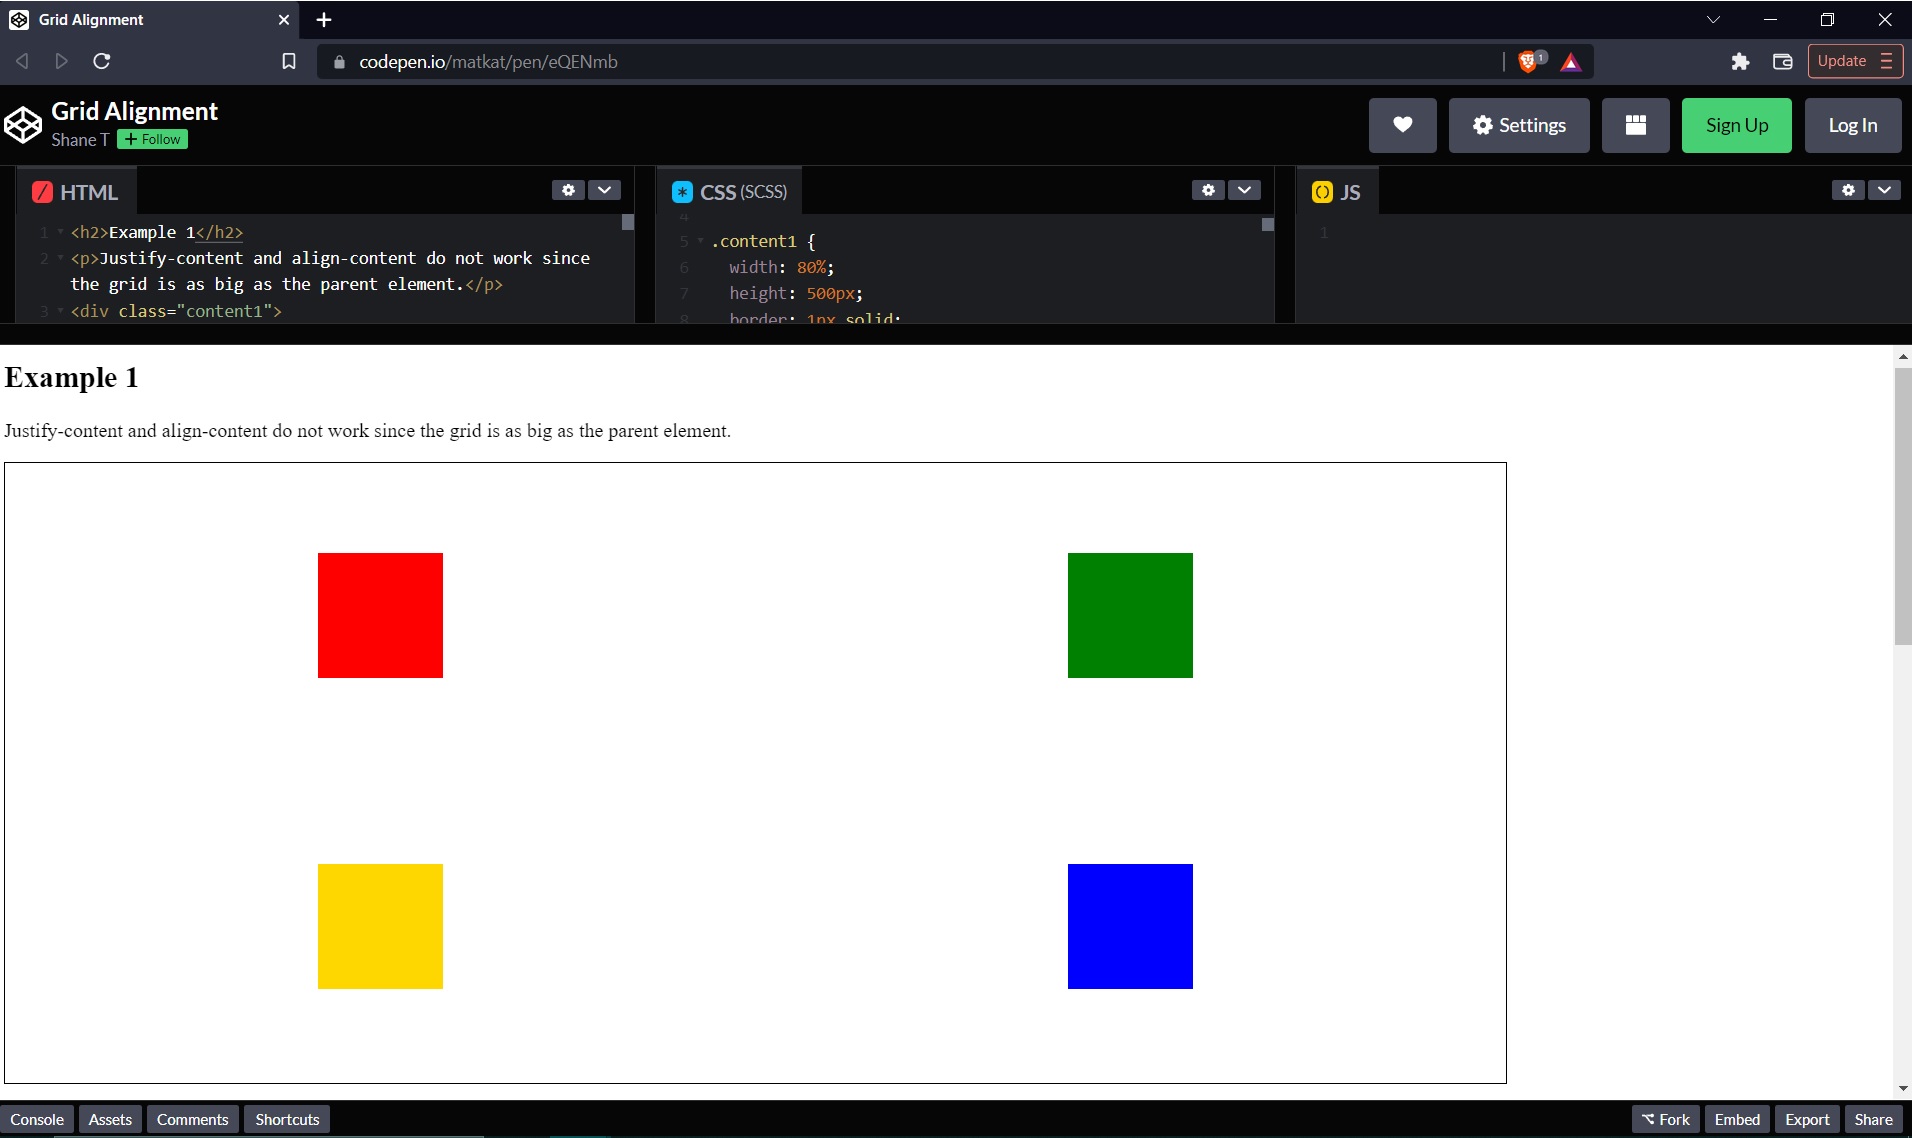 Grid Alignment
codepen.io/matkat/pen/eQENmb
1
Update
Grid Alignment
Shane T
+ Follow
Settings
Sign Up
Log In
HTML
1 <h2>Example 1</h2>
2 <p>Justify-content and align-content do not work since
the grid is as big as the parent element.</p>
3 <div class="content1">
CSS (SCSS)
4
5 .content1 {
6 width: 80%;
7 height: 500px;
8 border: 1px solid;
JS
1
Example 1
Justify-content and align-content do not work since the grid is as big as the parent element.
Console
Assets
Comments
Shortcuts
Fork
Embed
Export
Share